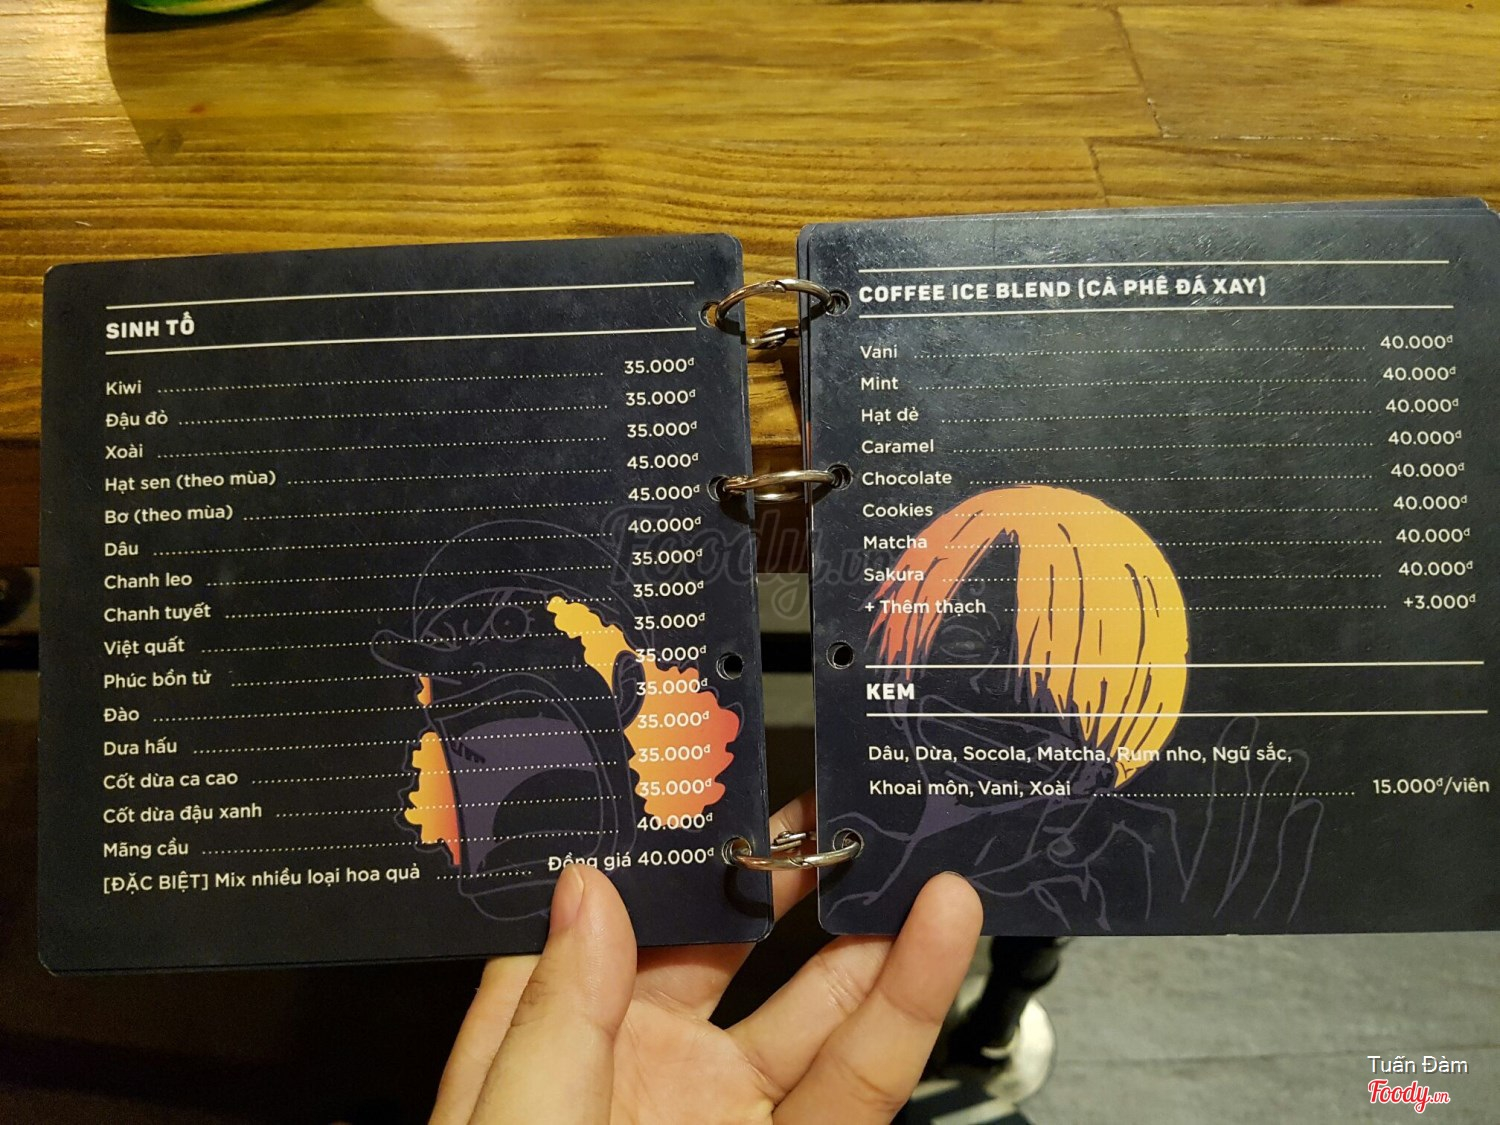 SINH TỐ
Kiwi 35.000đ
Đậu đỏ 35.000đ
Xoài 35.000đ
Hạt sen (theo mùa) 45.000đ
Bơ (theo mùa) 45.000đ
Dâu 40.000đ
Chanh leo 35.000đ
Chanh tuyết 35.000đ
Việt quất 35.000đ
Phúc bồn tử 35.000đ
Đào 35.000đ
Dưa hấu 35.000đ
Cốt dừa ca cao 35.000đ
Cốt dừa đậu xanh 35.000đ
Mãng cầu 40.000đ
[ĐẶC BIỆT] Mix nhiều loại hoa quả Đồng giá 40.000đ
COFFEE ICE BLEND (CÀ PHÊ ĐÁ XAY)
Vani 40.000đ
Mint 40.000đ
Hạt dẻ 40.000đ
Caramel 40.000đ
Chocolate 40.000đ
Cookies 40.000đ
Matcha 40.000đ
Sakura 40.000đ
+ Thêm thạch +3.000đ
KEM
Dâu, Dừa, Socola, Matcha, Rum nho, Ngũ sắc,
Khoai môn, Vani, Xoài 15.000đ/viên
Foody.vn
Tuấn Đàm
Foody.vn